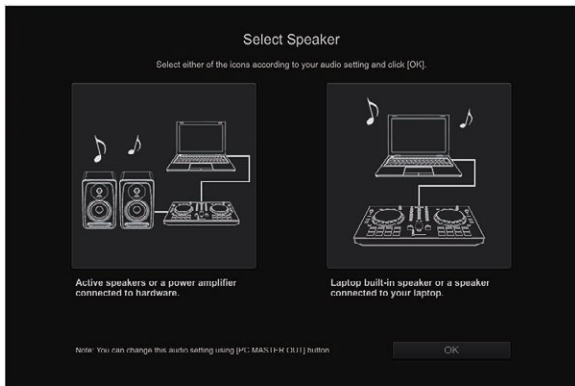 Select Speaker
Select either of the icons according to your audio setting and click [OK].
Active speakers or a power amplifier
connected to hardware.
Laptop built-in speaker or a speaker
connected to your laptop.
Note: You can change this audio setting using [PC MASTER OUT] button
OK